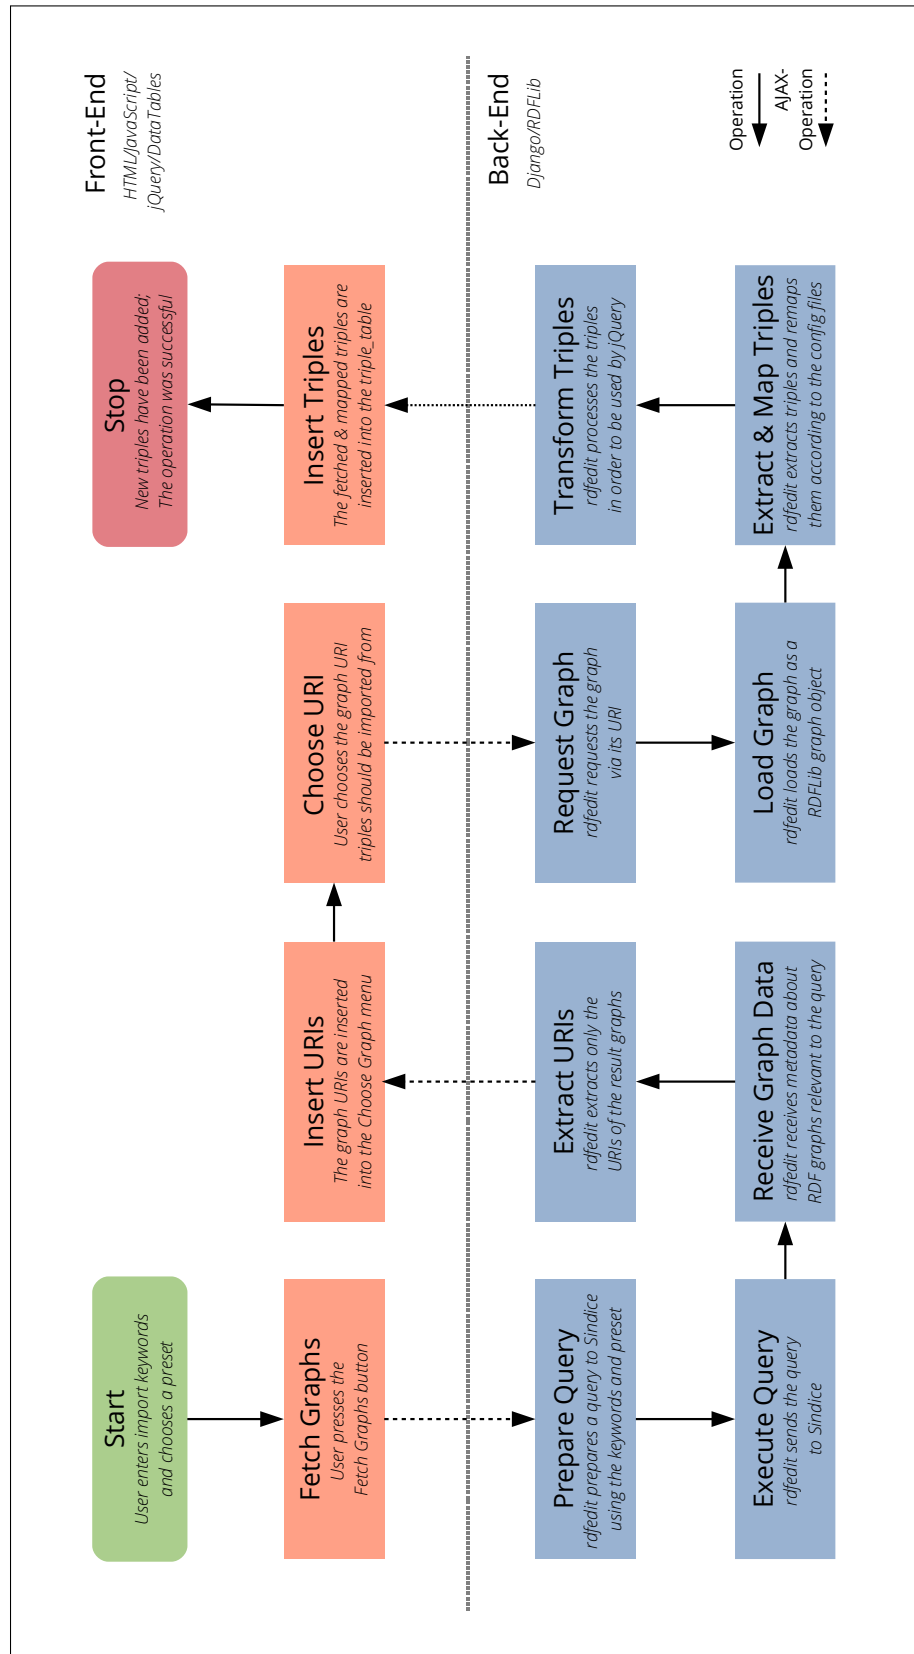 Start
User enters import keywords
and chooses a preset
Fetch Graphs
User presses the
Fetch Graphs button
Prepare Query
rdfedit prepares a query to Sindice
using the keywords and preset
Execute Query
rdfedit sends the query
to Sindice
Receive Graph Data
rdfedit receives metadata about
RDF graphs relevant to the query
Extract URIs
rdfedit extracts only the
URIs of the result graphs
Insert URIs
The graph URIs are inserted
into the Choose Graph menu
Choose URI
User chooses the graph URI
triples should be imported from
Request Graph
rdfedit requests the graph
via its URI
Load Graph
rdfedit loads the graph as a
RDFLib graph object
Extract & Map Triples
rdfedit extracts triples and remaps
them according to the config files
Transform Triples
rdfedit processes the triples
in order to be used by jQuery
Insert Triples
The fetched & mapped triples are
inserted into the triple_table
Stop
New triples have been added;
The operation was successful
Front-End
HTML/JavaScript/
jQuery/DataTables
Back-End
Django/RDFLib
Operation
AJAX-
Operation